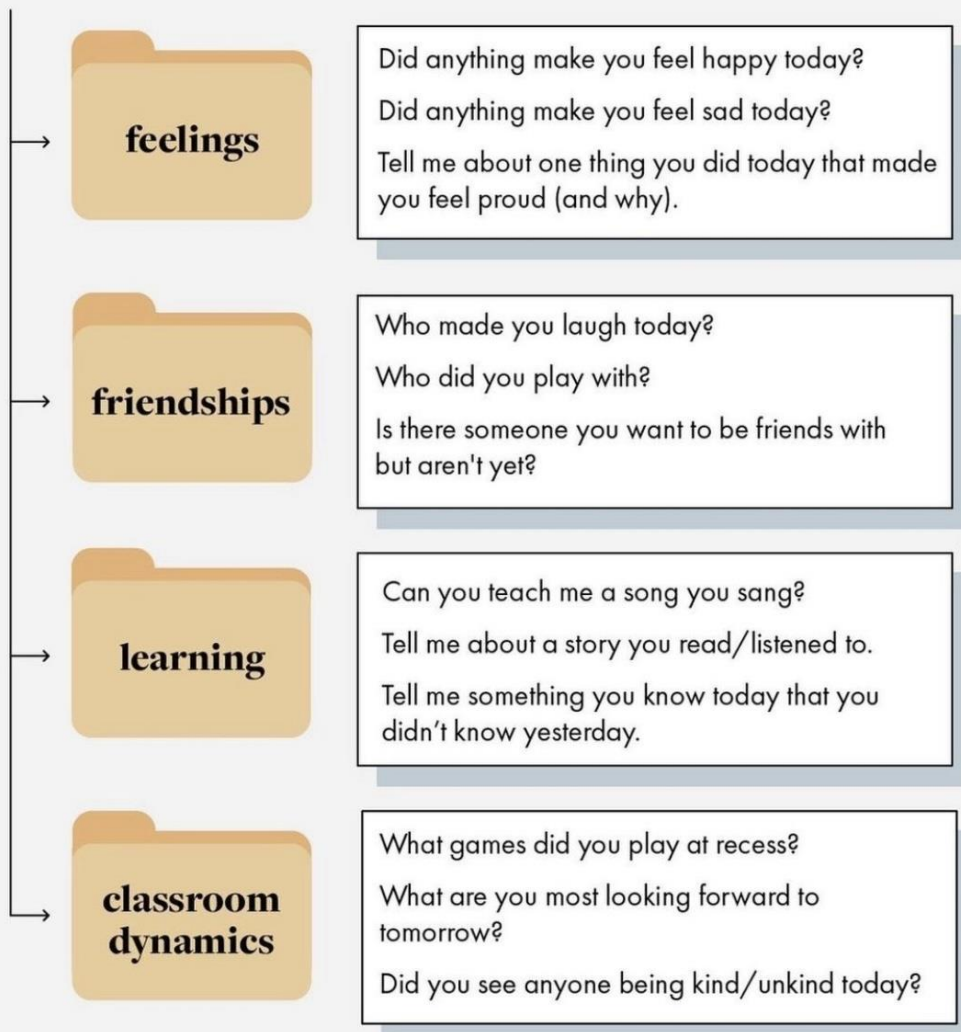 feelings
Did anything make you feel happy today?
Did anything make you feel sad today?
Tell me about one thing you did today that made
you feel proud (and why).
friendships
Who made you laugh today?
Who did you play with?
Is there someone you want to be friends with
but aren't yet?
learning
Can you teach me a song you sang?
Tell me about a story you read/listened to.
Tell me something you know today that you
didn’t know yesterday.
classroom
dynamics
What games did you play at recess?
What are you most looking forward to
tomorrow?
Did you see anyone being kind/unkind today?